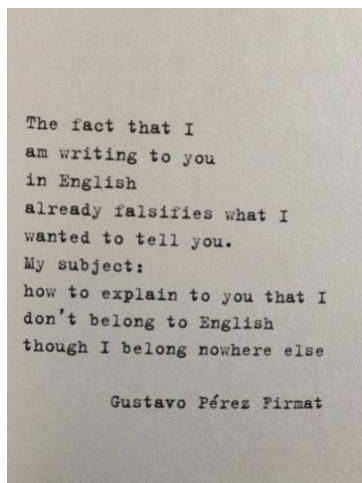 The fact that I
am writing to you
in English
already falsifies what I
wanted to tell you.
My subject:
how to explain to you that I
don't belong to English
though I belong nowhere else
Gustavo Pérez Firmat